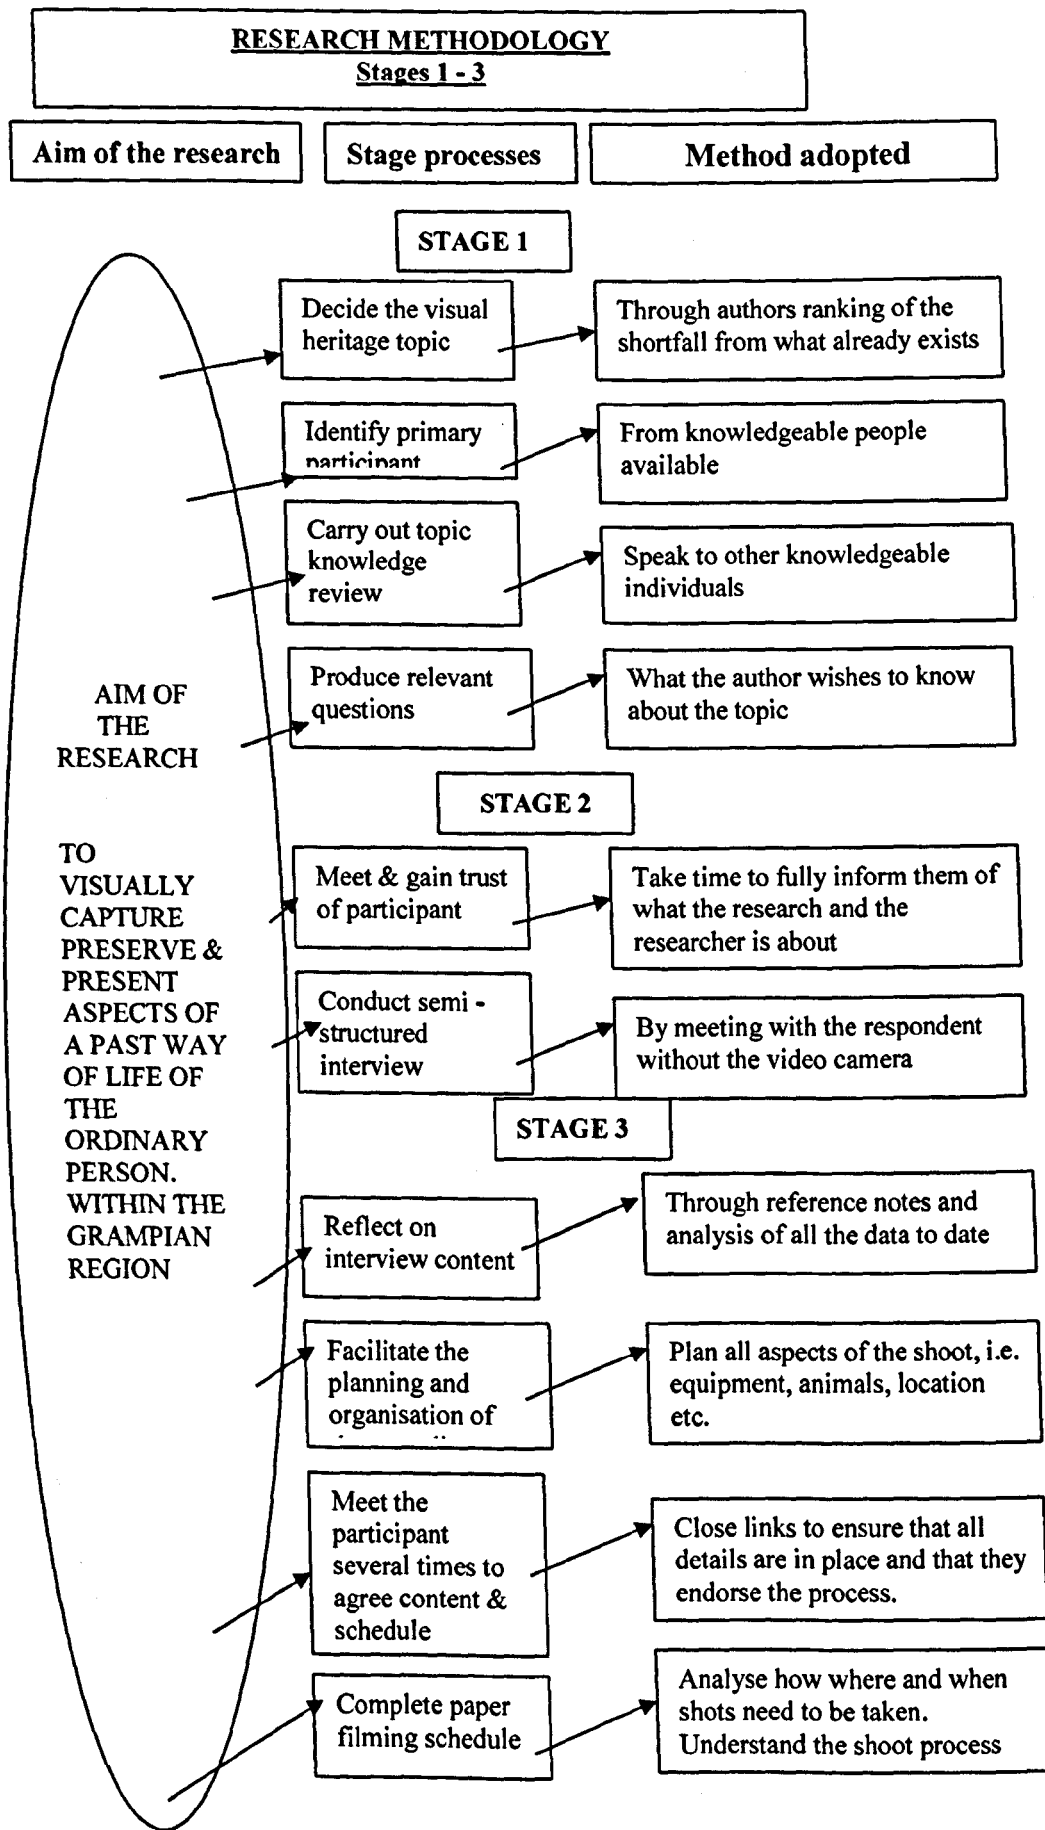 RESEARCH METHODOLOGY
Stages 1 - 3
Aim of the research
Stage processes
Method adopted
STAGE 1
Decide the visual
heritage topic
Through authors ranking of the
shortfall from what already exists
Identify primary
participant
From knowledgeable people
available
Carry out topic
knowledge
review
Speak to other knowledgeable
individuals
Produce relevant
questions
What the author wishes to know
about the topic
AIM OF
THE
RESEARCH
TO
VISUALLY
CAPTURE
PRESERVE &
PRESENT
ASPECTS OF
A PAST WAY
OF LIFE OF
THE
ORDINARY
PERSON.
WITHIN THE
GRAMPIAN
REGION
STAGE 2
Meet & gain trust
of participant
Take time to fully inform them of
what the research and the
researcher is about
Conduct semi -
structured
interview
By meeting with the respondent
without the video camera
STAGE 3
Reflect on
interview content
Through reference notes and
analysis of all the data to date
Facilitate the
planning and
organisation of
Plan all aspects of the shoot, i.e.
equipment, animals, location
etc.
Meet the
participant
several times to
agree content &
schedule
Close links to ensure that all
details are in place and that they
endorse the process.
Complete paper
filming schedule
Analyse how where and when
shots need to be taken.
Understand the shoot process